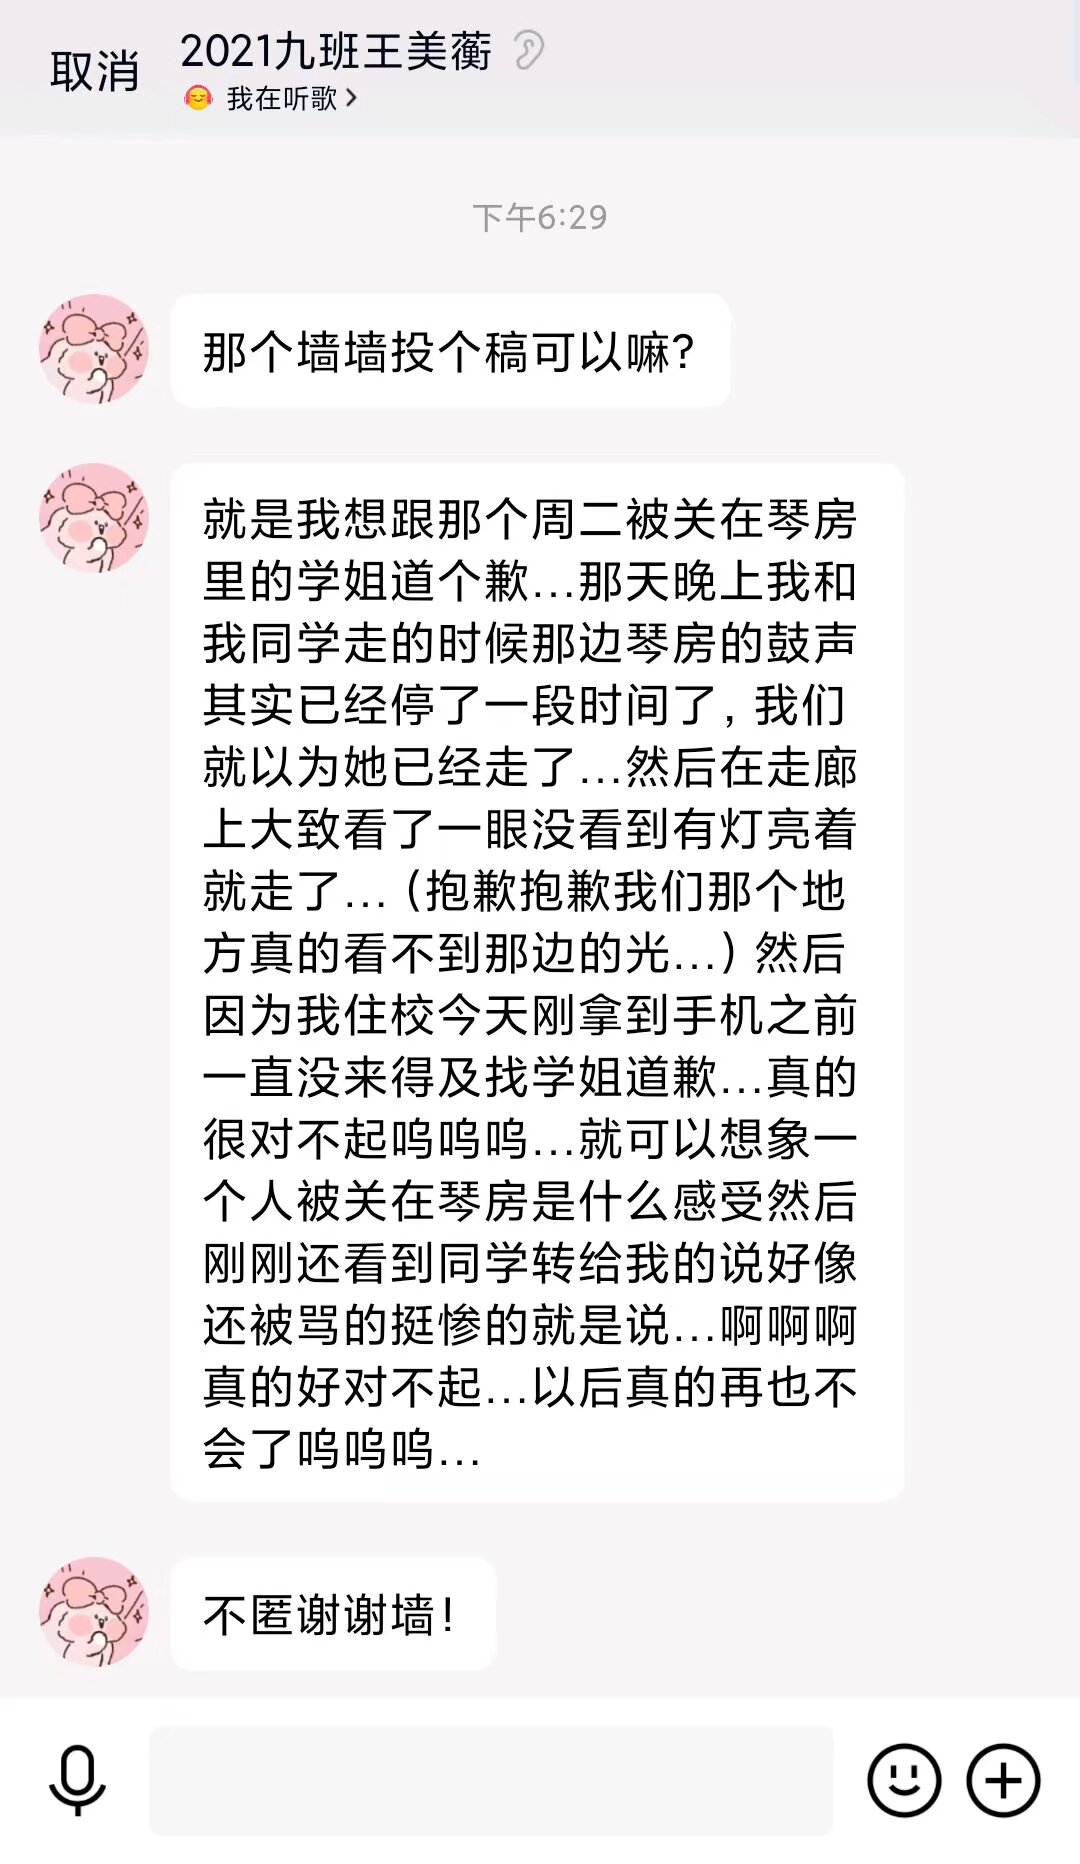 取消
2021九班王美蘅
我在听歌
下午6:29
那个墙墙投个稿可以嘛?
就是我想跟那个周二被关在琴房
里的学姐道个歉...那天晚上我和
我同学走的时候那边琴房的鼓声
其实已经停了一段时间了，我们
就以为她已经走了...然后在走廊
上大致看了一眼没看到有灯亮着
就走了...（抱歉抱歉我们那个地
方真的看不到那边的光...）然后
因为我住校今天刚拿到手机之前
一直没来得及找学姐道歉...真的
很对不起呜呜呜...就可以想象一
个人被关在琴房是什么感受然后
刚刚还看到同学转给我的说好像
还被骂的挺惨的就是说...啊啊啊
真的好对不起...以后真的再也不
会了呜呜呜...
不匿谢谢墙！